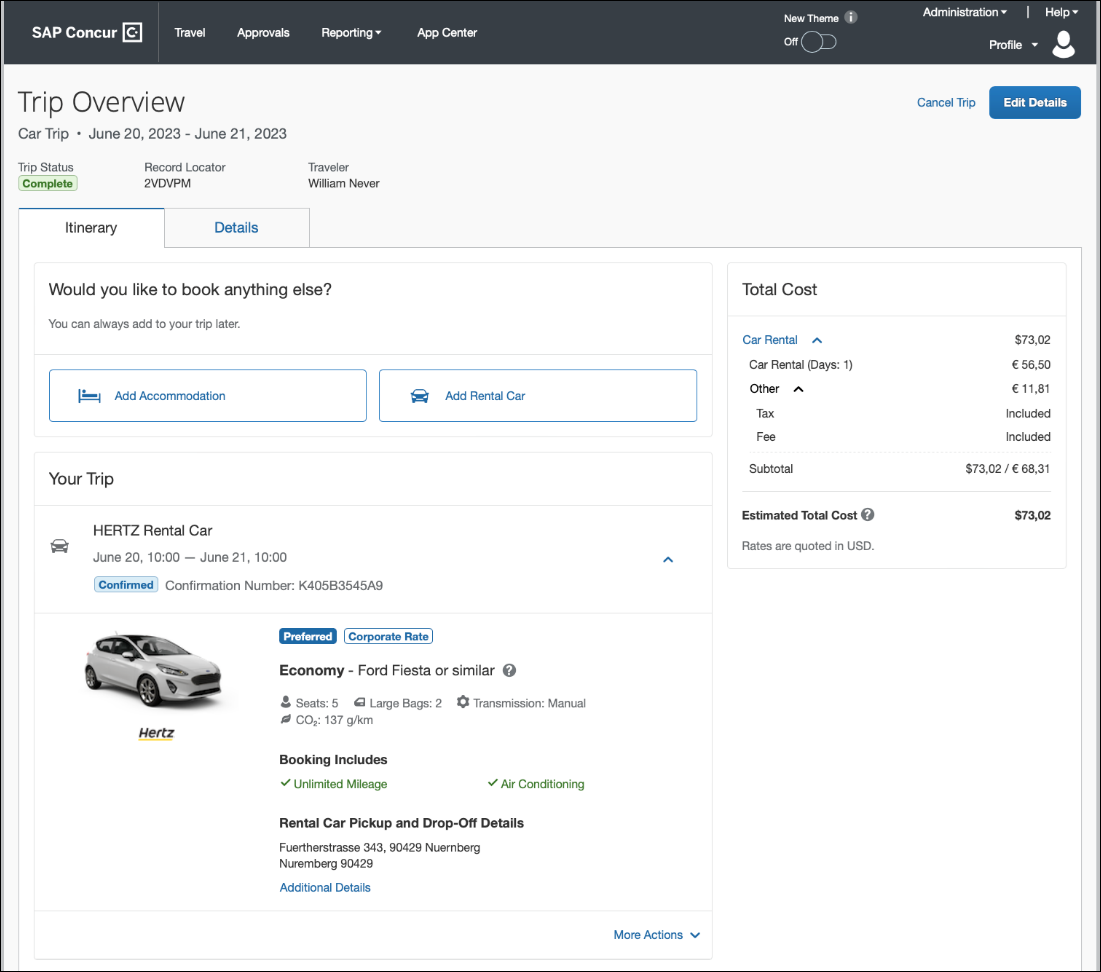 SAP Concur C
Travel
Approvals
Reporting
App Center
New Theme i
Off
Administration | Help
Profile
Trip Overview
Car Trip • June 20, 2023 - June 21, 2023
Cancel Trip
Edit Details
Trip Status
Complete
Record Locator
2VDVPM
Traveler
William Never
Itinerary
Details
Would you like to book anything else?
You can always add to your trip later.
Add Accommodation
Add Rental Car
Your Trip
HERTZ Rental Car
June 20, 10:00 — June 21, 10:00
Confirmed Confirmation Number: K405B3545A9
Hertz
Preferred Corporate Rate
Economy - Ford Fiesta or similar ?
Seats: 5 Large Bags: 2 Transmission: Manual
CO₂: 137 g/km
Booking Includes
Unlimited Mileage Air Conditioning
Rental Car Pickup and Drop-Off Details
Fuertherstrasse 343, 90429 Nuernberg
Nuremberg 90429
Additional Details
More Actions
Total Cost
Car Rental $73,02
Car Rental (Days: 1) € 56,50
Other € 11,81
Tax Included
Fee Included
Subtotal $73,02 / € 68,31
Estimated Total Cost ? $73,02
Rates are quoted in USD.